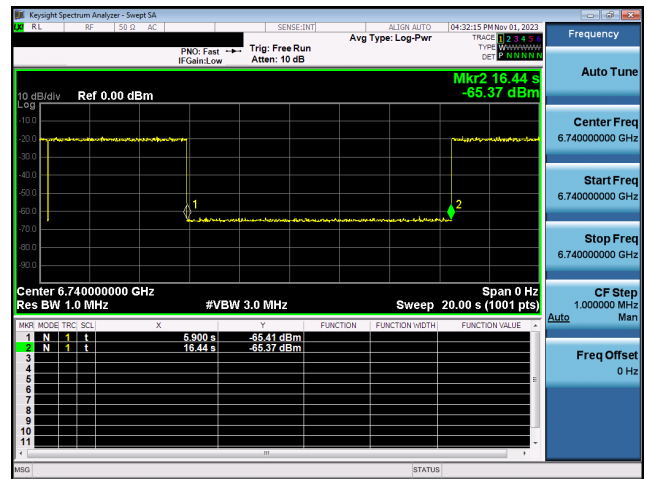 Keysight Spectrum Analyzer - Swept SA
LXI RL RF 50 Ω AC SENSE:INT ALIGN AUTO 04:32:15 PM Nov 01, 2023
Avg Type: Log-Pwr TRACE 1 2 3 4 5 6
PNO: Fast Trig: Free Run TYPE WWWWWW
IFGain:Low Atten: 10 dB DET P N N N N N
Mkr2 16.44 s
10 dB/div Ref 0.00 dBm -65.37 dBm
Log
-10.0
-20.0
-30.0
-40.0
-50.0
1
2
-60.0
-70.0
-80.0
-90.0
Center 6.740000000 GHz Span 0 Hz
Res BW 1.0 MHz #VBW 3.0 MHz Sweep 20.00 s (1001 pts)
MKR MODE TRC SCL X Y FUNCTION FUNCTION WIDTH FUNCTION VALUE
1 N 1 t 5.900 s -65.41 dBm
2 N 1 t 16.44 s -65.37 dBm
3
4
5
6
7
8
9
10
11
MSG STATUS
Frequency
Auto Tune
Center Freq
6.740000000 GHz
Start Freq
6.740000000 GHz
Stop Freq
6.740000000 GHz
CF Step
1.000000 MHz
Auto Man
Freq Offset
0 Hz